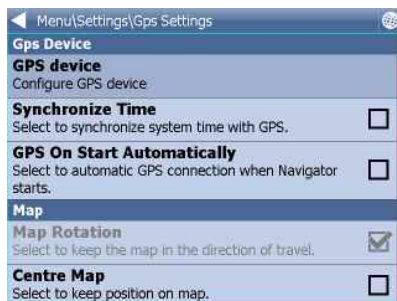 Menu\Settings\Gps Settings
Gps Device
GPS device
Configure GPS device
Synchronize Time
Select to synchronize system time with GPS.
GPS On Start Automatically
Select to automatic GPS connection when Navigator
starts.
Map
Map Rotation
Select to keep the map in the direction of travel.
Centre Map
Select to keep position on map.